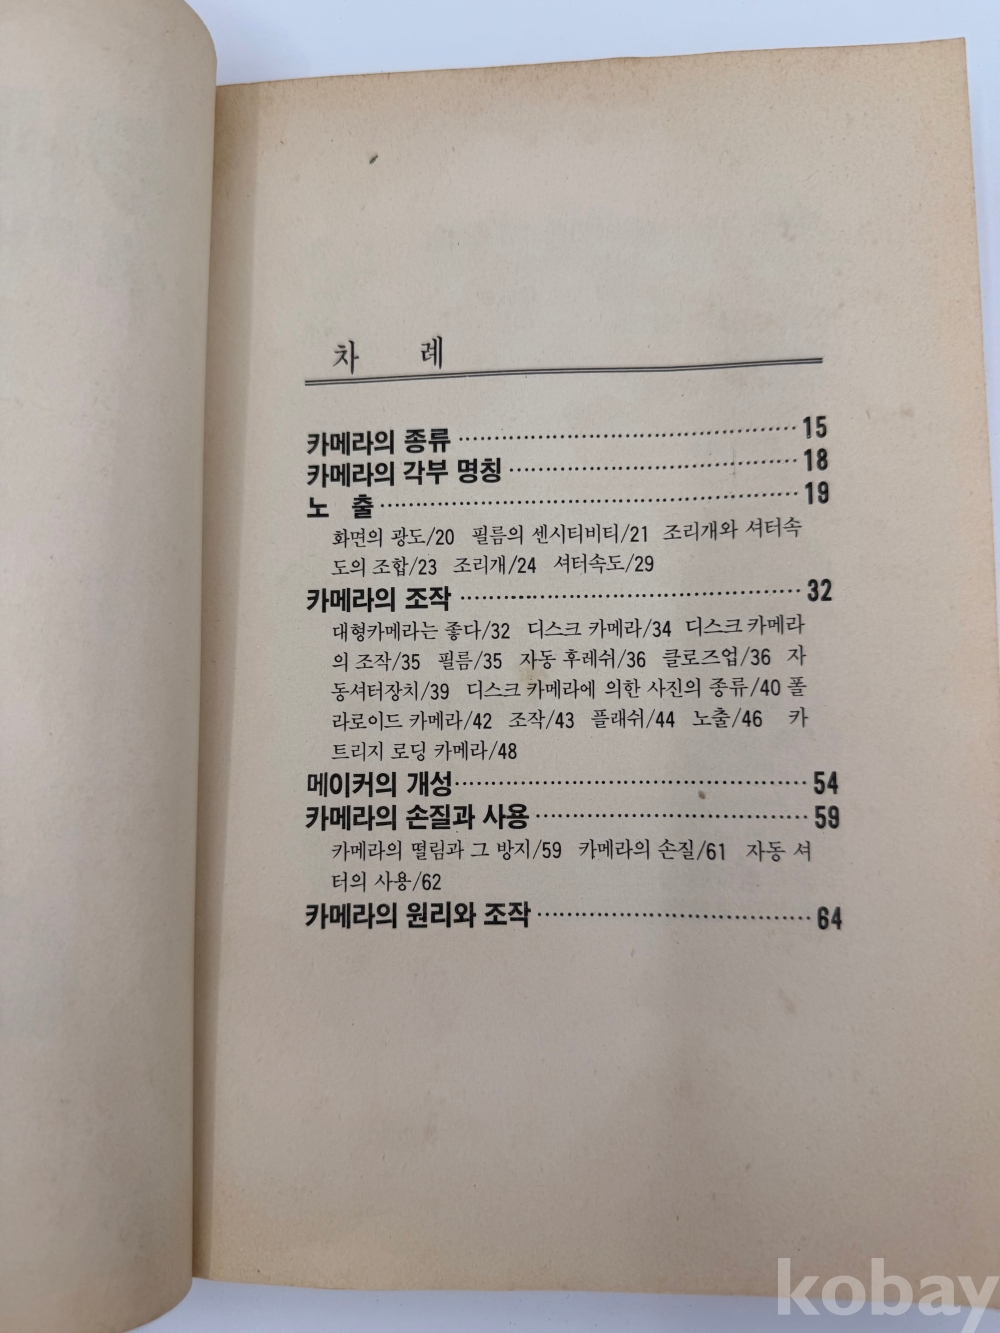 차 례
카메라의 종류 ········ 15
카메라의 각부 명칭 ········ 18
노 출 ········ 19
화면의 광도/20 필름의 센시티비티/21 조리개와 셔터속
도의 조합/23 조리개/24 셔터속도/29
카메라의 조작 ········ 32
대형카메라는 좋다/32 디스크 카메라/34 디스크 카메라
의 조작/35 필름/35 자동 후레쉬/36 클로즈업/36 자
동셔터장치/39 디스크 카메라에 의한 사진의 종류/40 폴
라로이드 카메라/42 조작/43 플래쉬/44 노출/46 카
트리지 로딩 카메라/48
메이커의 개성 ········ 54
카메라의 손질과 사용 ········ 59
카메라의 떨림과 그 방지/59 카먀라의 손질/61 자동 셔
터의 사용/62
카메라의 원리와 조작 ········ 64
kobay